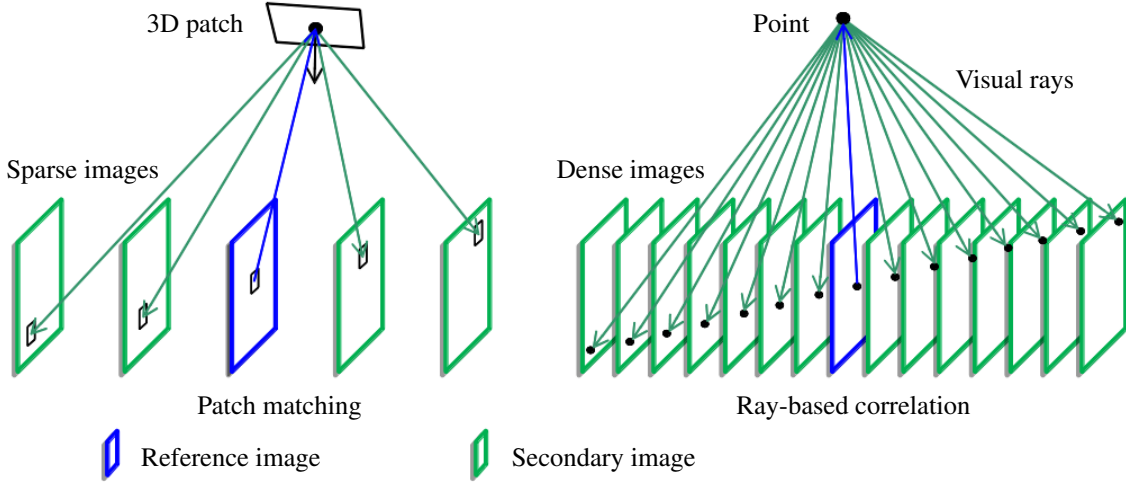 3D patch
Point
Visual rays
Sparse images
Dense images
Patch matching
Ray-based correlation
Reference image
Secondary image